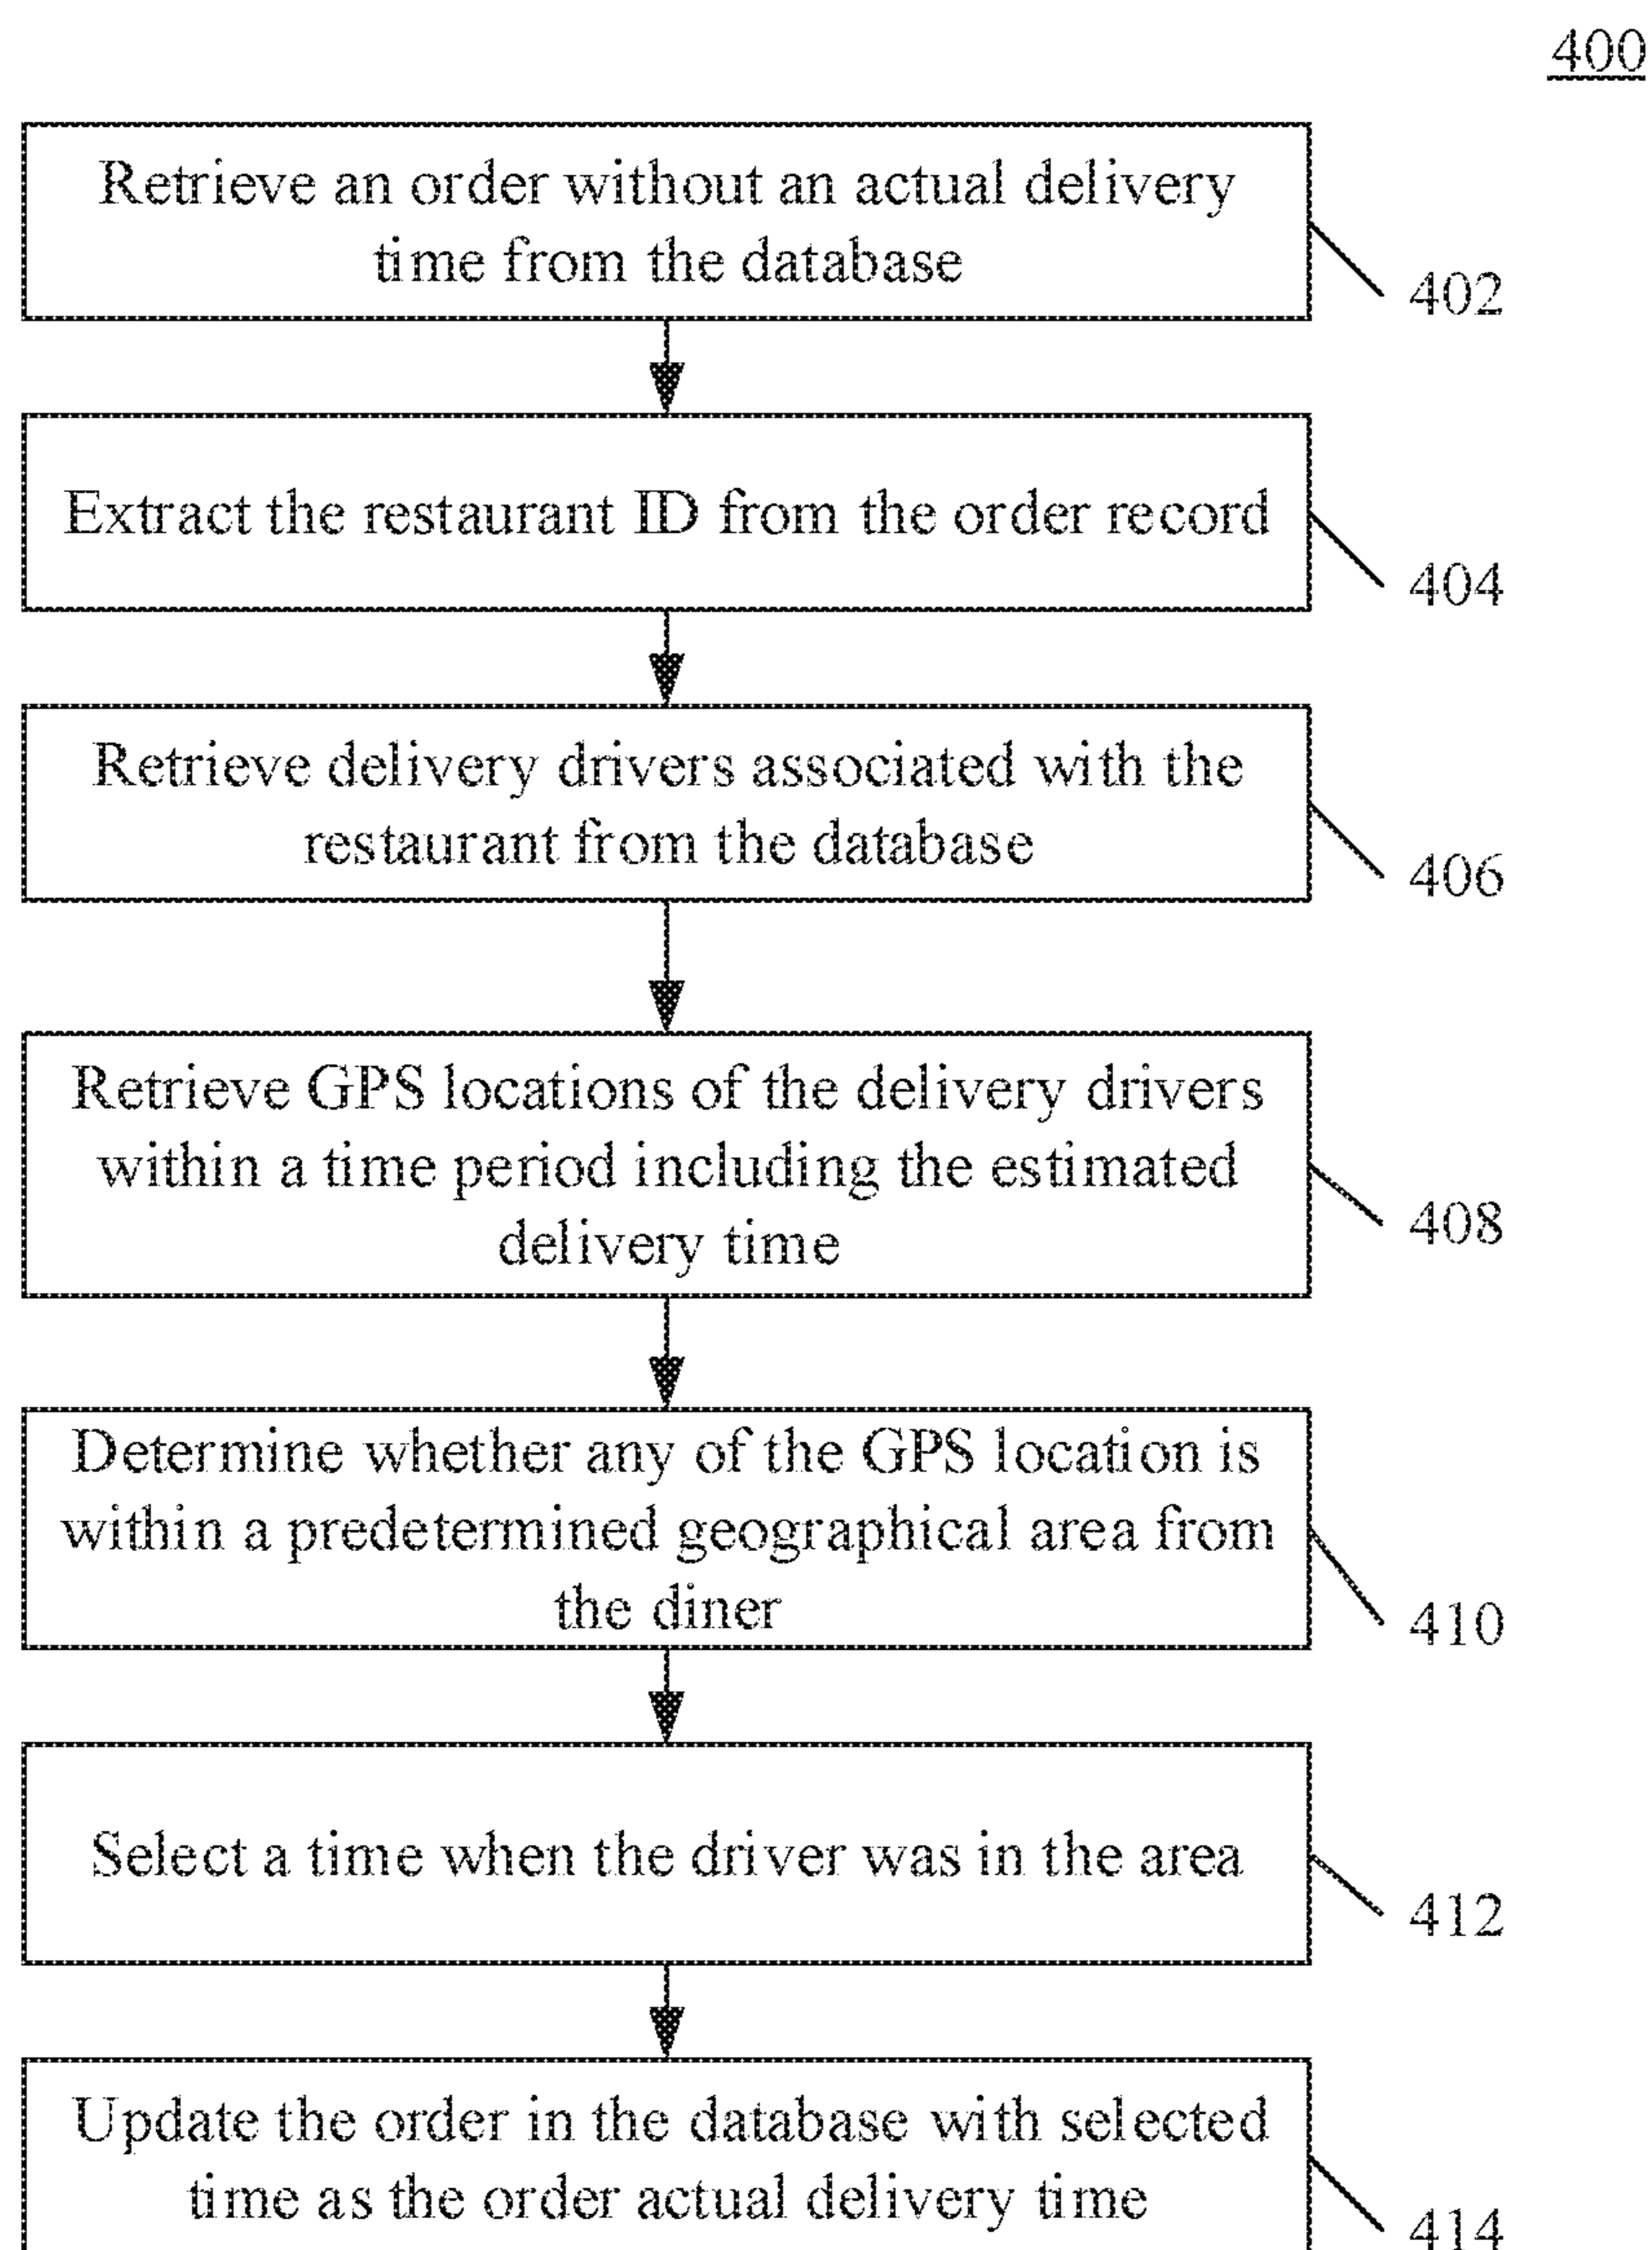 400
Retrieve an order without an actual delivery
time from the database
402
Extract the restaurant ID from the order record
404
Retrieve delivery drivers associated with the
restaurant from the database
406
Retrieve GPS locations of the delivery drivers
within a time period including the estimated
delivery time
408
Determine whether any of the GPS location is
within a predetermined geographical area from
the diner
410
Select a time when the driver was in the area
412
Update the order in the database with selected
time as the order actual delivery time
414